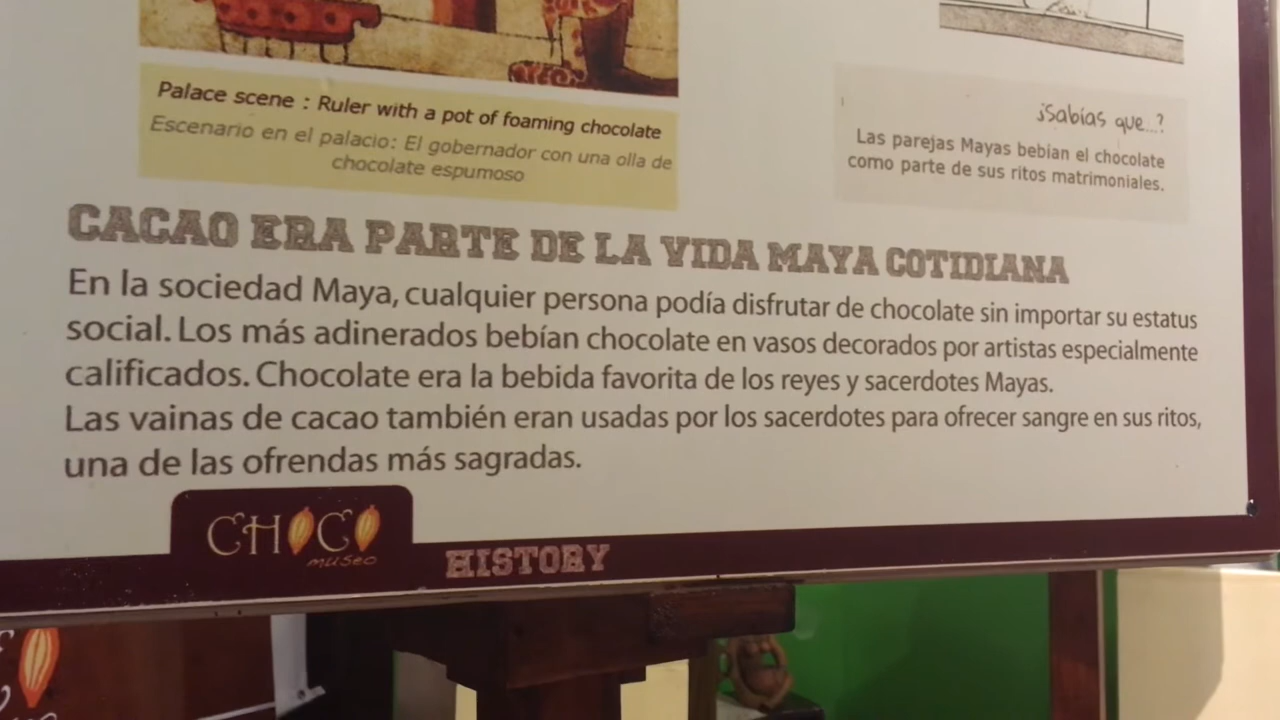 Palace scene : Ruler with a pot of foaming chocolate
Escenario en el palacio: El gobernador con una olla de
chocolate espumoso
¡Sabías que...?
Las parejas Mayas bebian el chocolate
como parte de sus ritos matrimoniales.
CACAO ERA PARTE DE LA VIDA MAYA COTIDIANA
En la sociedad Maya, cualquier persona podía disfrutar de chocolate sin importar su estatus
social. Los más adinerados bebían chocolate en vasos decorados por artistas especialmente
calificados. Chocolate era la bebida favorita de los reyes y sacerdotes Mayas.
Las vainas de cacao también eran usadas por los sacerdotes para ofrecer sangre en sus ritos,
una de las ofrendas más sagradas.
CHOCO
museo
HISTORY